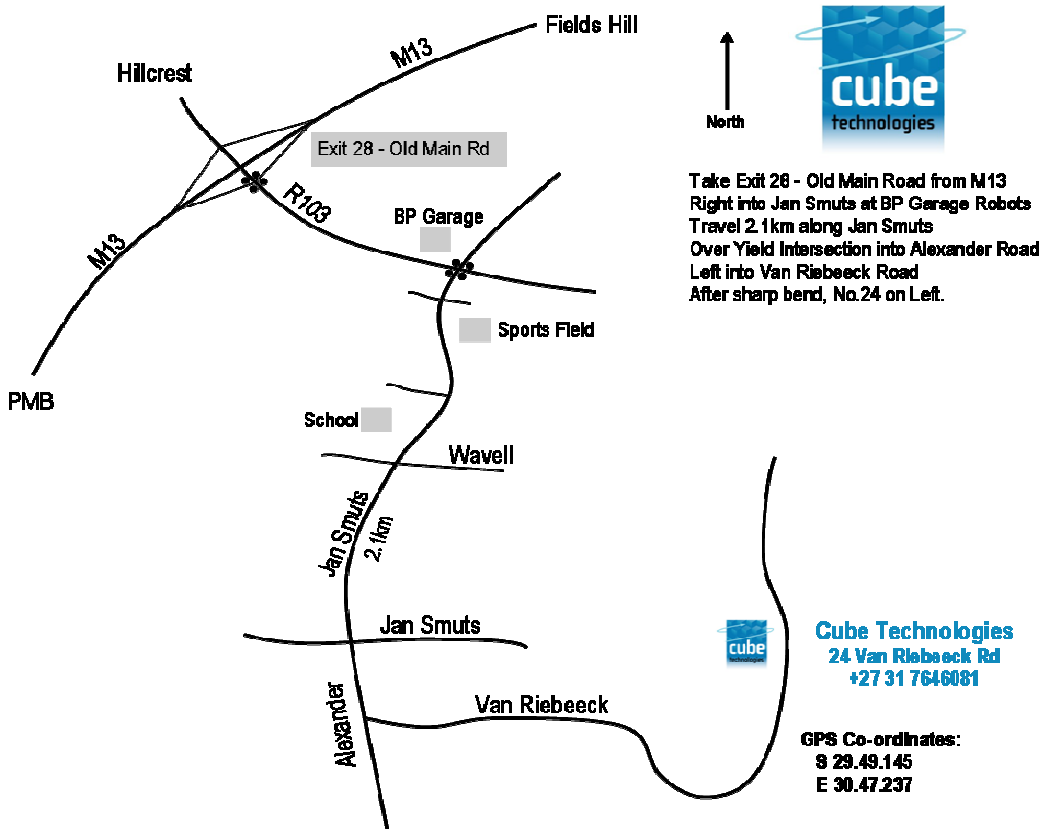 Fields Hill
M13
Hillcrest
cube
technologies
North
Exit 28 - Old Main Rd
Take Exit 28 - Old Main Road from M13
Right into Jan Smuts at BP Garage Robots
Travel 2.1km along Jan Smuts
Over Yield Intersection into Alexander Road
Left into Van Riebeeck Road
After sharp bend, No.24 on Left.
R103
BP Garage
M13
Sports Field
PMB
School
Wavell
Jan Smuts
2.1km
Jan Smuts
cube
technologies
Cube Technologies
24 Van Riebeeck Rd
+27 31 7646081
Alexander
Van Riebeeck
GPS Co-ordinates:
S 29.49.145
E 30.47.237